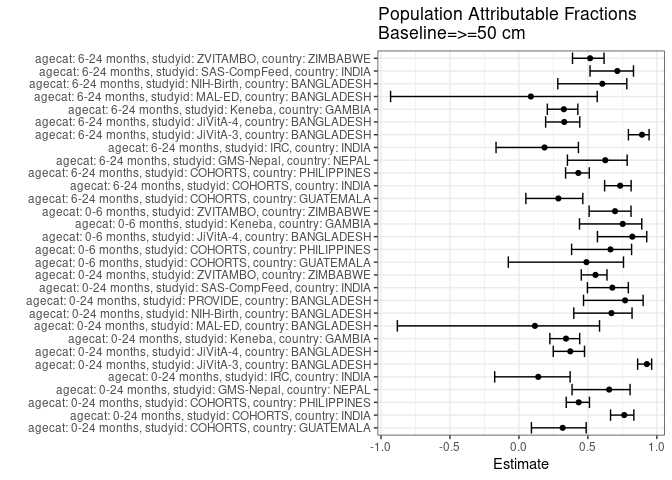 Population Attributable Fractions
Baseline=>=50 cm
agecat: 6-24 months, studyid: ZVITAMBO, country: ZIMBABWE
agecat: 6-24 months, studyid: SAS-CompFeed, country: INDIA
agecat: 6-24 months, studyid: NIH-Birth, country: BANGLADESH
agecat: 6-24 months, studyid: MAL-ED, country: BANGLADESH
agecat: 6-24 months, studyid: Keneba, country: GAMBIA
agecat: 6-24 months, studyid: JiVitA-4, country: BANGLADESH
agecat: 6-24 months, studyid: JiVitA-3, country: BANGLADESH
agecat: 6-24 months, studyid: IRC, country: INDIA
agecat: 6-24 months, studyid: GMS-Nepal, country: NEPAL
agecat: 6-24 months, studyid: COHORTS, country: PHILIPPINES
agecat: 6-24 months, studyid: COHORTS, country: INDIA
agecat: 6-24 months, studyid: COHORTS, country: GUATEMALA
agecat: 0-6 months, studyid: ZVITAMBO, country: ZIMBABWE
agecat: 0-6 months, studyid: Keneba, country: GAMBIA
agecat: 0-6 months, studyid: JiVitA-4, country: BANGLADESH
agecat: 0-6 months, studyid: COHORTS, country: PHILIPPINES
agecat: 0-6 months, studyid: COHORTS, country: GUATEMALA
agecat: 0-24 months, studyid: ZVITAMBO, country: ZIMBABWE
agecat: 0-24 months, studyid: SAS-CompFeed, country: INDIA
agecat: 0-24 months, studyid: PROVIDE, country: BANGLADESH
agecat: 0-24 months, studyid: NIH-Birth, country: BANGLADESH
agecat: 0-24 months, studyid: MAL-ED, country: BANGLADESH
agecat: 0-24 months, studyid: Keneba, country: GAMBIA
agecat: 0-24 months, studyid: JiVitA-4, country: BANGLADESH
agecat: 0-24 months, studyid: JiVitA-3, country: BANGLADESH
agecat: 0-24 months, studyid: IRC, country: INDIA
agecat: 0-24 months, studyid: GMS-Nepal, country: NEPAL
agecat: 0-24 months, studyid: COHORTS, country: PHILIPPINES
agecat: 0-24 months, studyid: COHORTS, country: INDIA
agecat: 0-24 months, studyid: COHORTS, country: GUATEMALA
-1.0 -0.5 0.0 0.5 1.0
Estimate